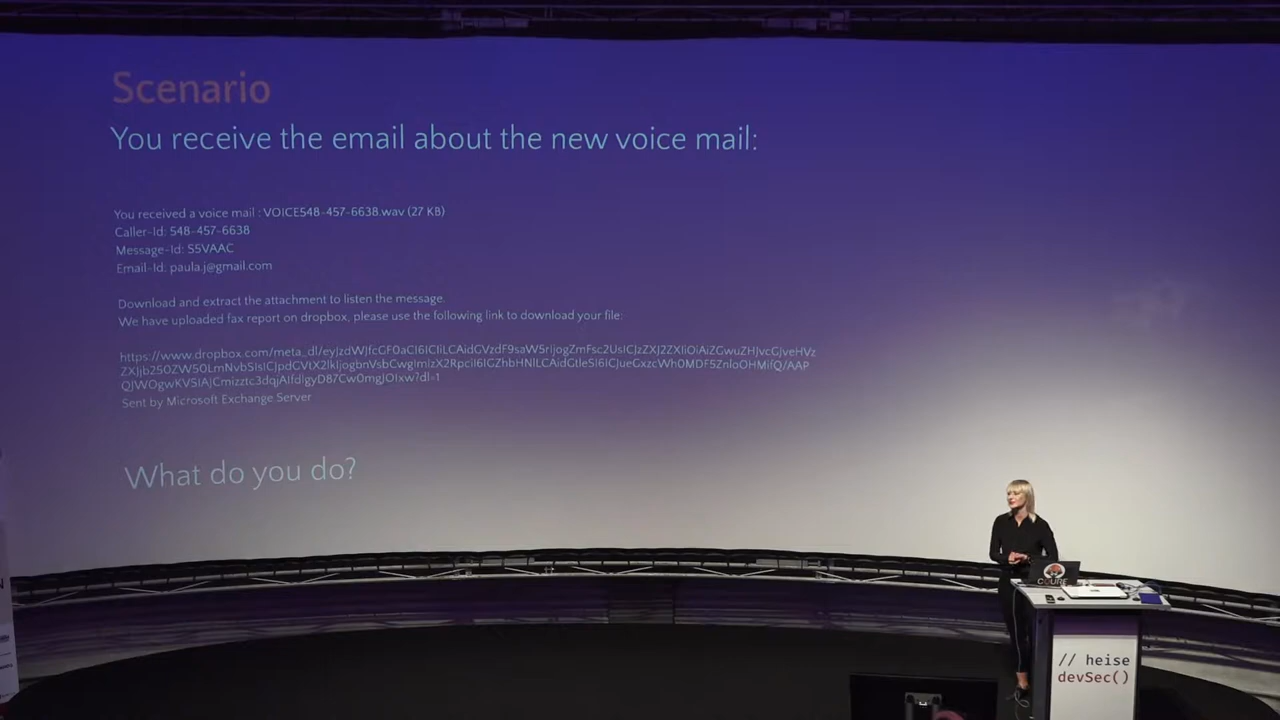 Scenario
You receive the email about the new voice mail:
You received a voice mail : VOICE548-457-6638.wav (27 KB)
Caller-Id: 548-457-6638
Message-Id: S5VAAC
Email-Id: paula.j@gmail.com
Download and extract the attachment to listen the message.
We have uploaded fax report on dropbox, please use the following link to download your file:
Sent by Microsoft Exchange Server
What do you do?
CQURE
// heise
devSec()